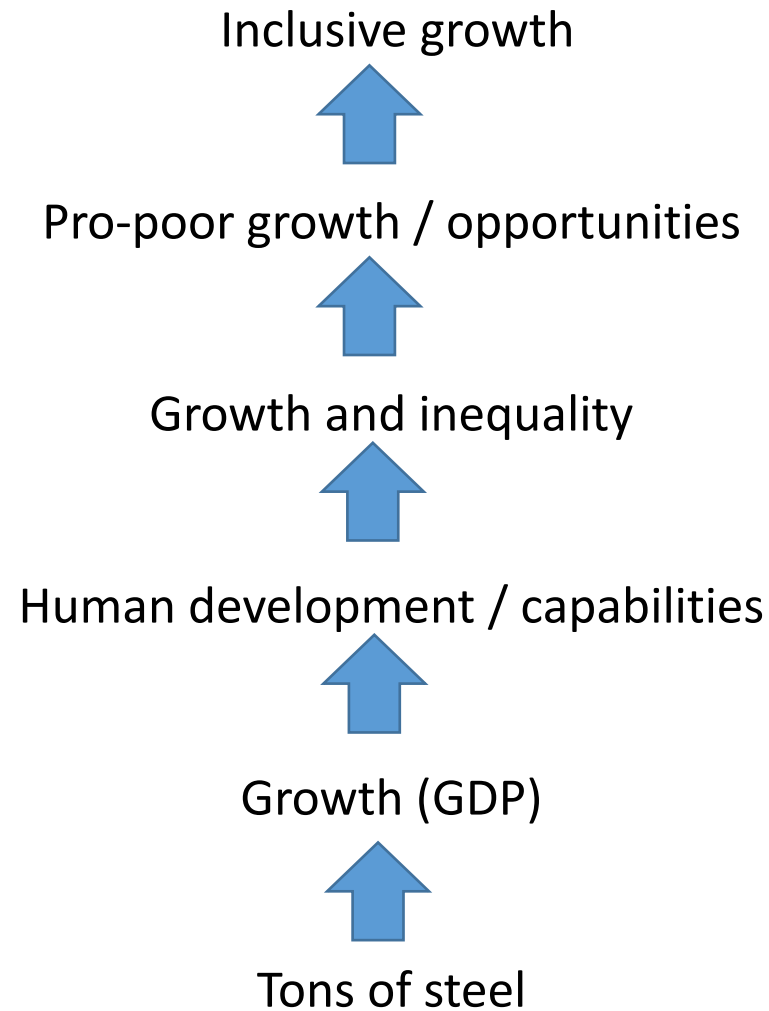 Inclusive growth
Pro-poor growth / opportunities
Growth and inequality
Human development / capabilities
Growth (GDP)
Tons of steel